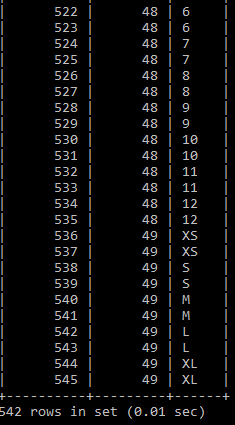 |      522 |      48 | 6     |
|      523 |      48 | 6     |
|      524 |      48 | 7     |
|      525 |      48 | 7     |
|      526 |      48 | 8     |
|      527 |      48 | 8     |
|      528 |      48 | 9     |
|      529 |      48 | 9     |
|      530 |      48 | 10    |
|      531 |      48 | 10    |
|      532 |      48 | 11    |
|      533 |      48 | 11    |
|      534 |      48 | 12    |
|      535 |      48 | 12    |
|      536 |      49 | XS    |
|      537 |      49 | XS    |
|      538 |      49 | S     |
|      539 |      49 | S     |
|      540 |      49 | M     |
|      541 |      49 | M     |
|      542 |      49 | L     |
|      543 |      49 | L     |
|      544 |      49 | XL    |
|      545 |      49 | XL    |
+----------+---------+-------+
542 rows in set (0.01 sec)